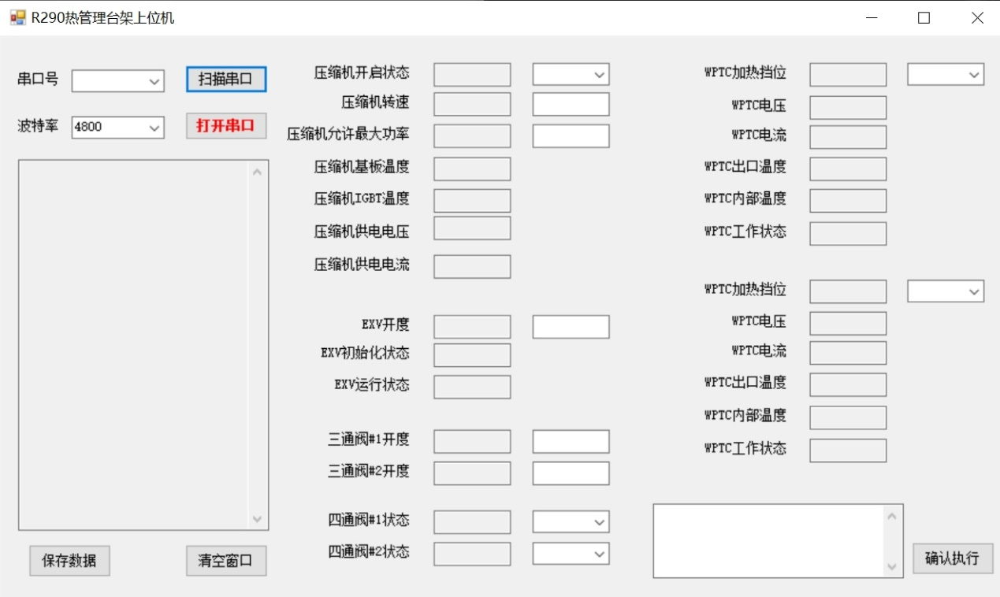 R290热管理台架上位机
串口号
扫描串口
波特率
4800
打开串口
保存数据
清空窗口
压缩机开启状态
压缩机转速
压缩机允许最大功率
压缩机基板温度
压缩机IGBT温度
压缩机供电电压
压缩机供电电流
EXV开度
EXV初始化状态
EXV运行状态
三通阀#1开度
三通阀#2开度
四通阀#1状态
四通阀#2状态
WPTC加热挡位
WPTC电压
WPTC电流
WPTC出口温度
WPTC内部温度
WPTC工作状态
WPTC加热挡位
WPTC电压
WPTC电流
WPTC出口温度
WPTC内部温度
WPTC工作状态
确认执行